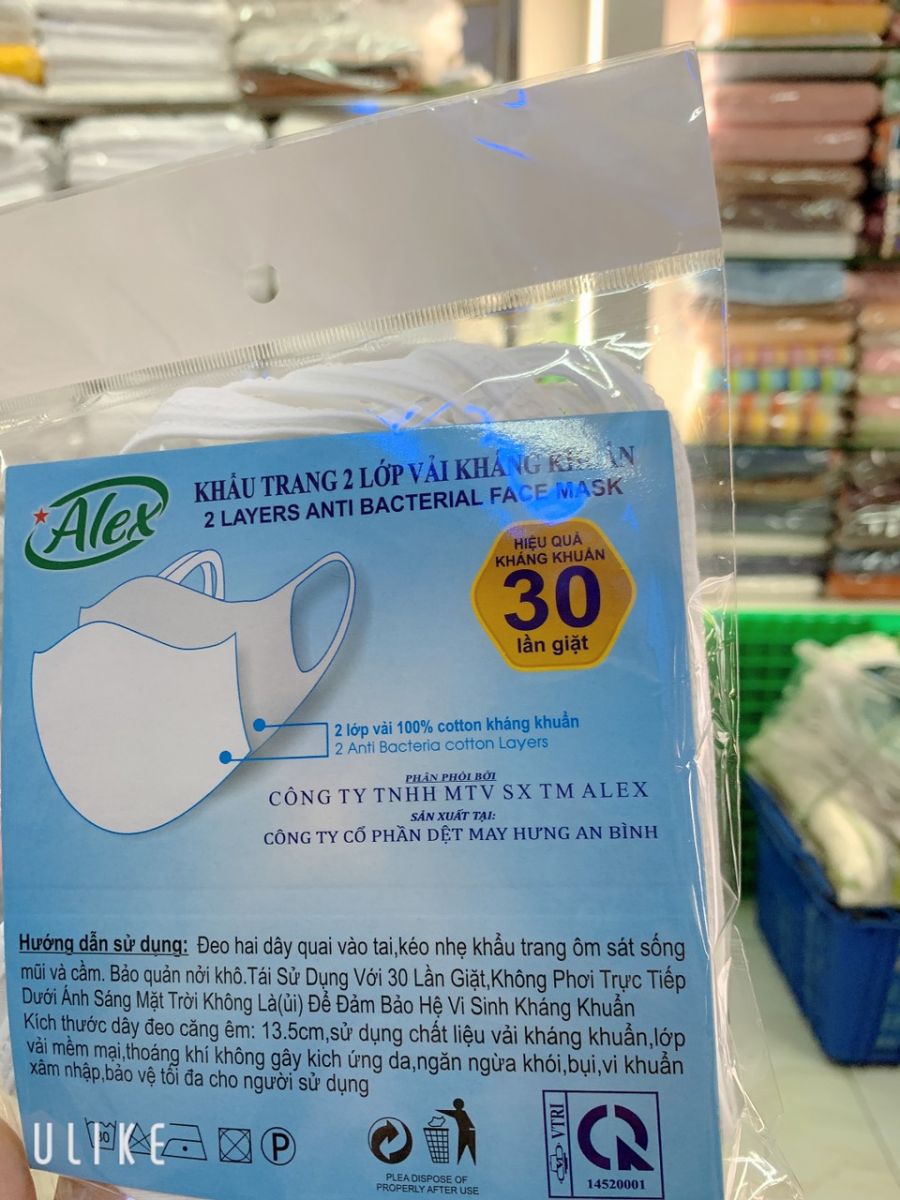 Alex
KHẨU TRANG 2 LỚP VẢI KHÁNG KHUẨN
2 LAYERS ANTI BACTERIAL FACE MASK
HIỆU QUẢ
KHÁNG KHUẨN
30
lần giặt
2 lớp vải 100% cotton kháng khuẩn
2 Anti Bacteria cotton Layers
PHÂN PHỐI BỞI
CÔNG TY TNHH MTV SX TM ALEX
SẢN XUẤT TẠI:
CÔNG TY CỔ PHẦN DỆT MAY HƯNG AN BÌNH
Hướng dẫn sử dụng: Đeo hai dây quai vào tai,kéo nhẹ khẩu trang ôm sát sống
mũi và cằm. Bảo quản nởi khô.Tái Sử Dụng Với 30 Lần Giặt,Không Phơi Trực Tiếp
Dưới Ánh Sáng Mặt Trời Không Là(ủi) Để Đảm Bảo Hệ Vi Sinh Kháng Khuẩn
Kích thước dây đeo căng êm: 13.5cm,sử dụng chất liệu vải kháng khuẩn,lớp
vải mềm mại,thoáng khí không gây kich ứng da,ngăn ngừa khói,bụi,vi khuẩn
xâm nhập,bảo vệ tối đa cho người sử dụng
30
P
PLEA DISPOSE OF
PROPERLY AFTER USE
VTRI
14520001
ULIKE